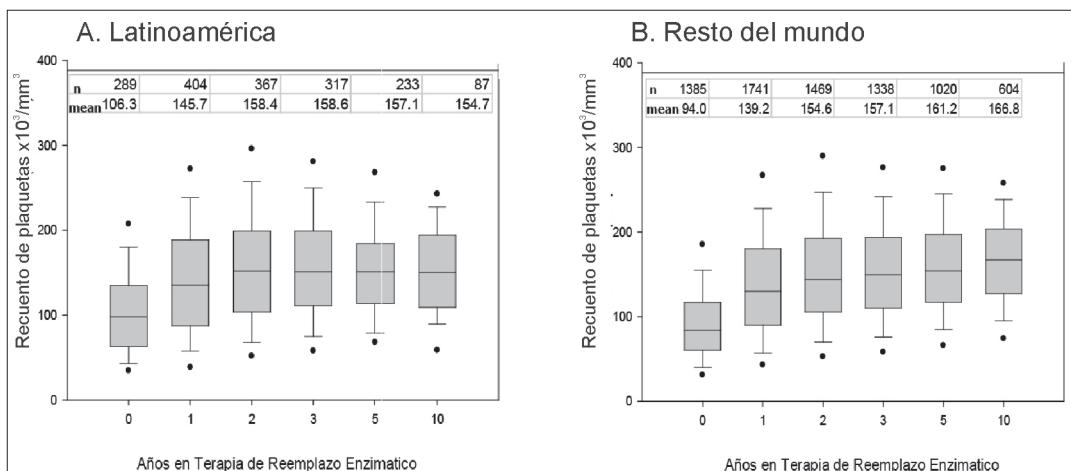 A. Latinoamérica
Recuento de plaquetas x10³/mm³
400
300
200
100
0
n 289 404 367 317 233 87
mean 106.3 145.7 158.4 158.6 157.1 154.7
0 1 2 3 5 10
Años en Terapia de Reemplazo Enzimatico
B. Resto del mundo
Recuento de plaquetas x10³/mm³
400
300
200
100
0
n 1385 1741 1469 1338 1020 604
mean 94.0 139.2 154.6 157.1 161.2 166.8
0 1 2 3 5 10
Años en Terapia de Reemplazo Enzimatico